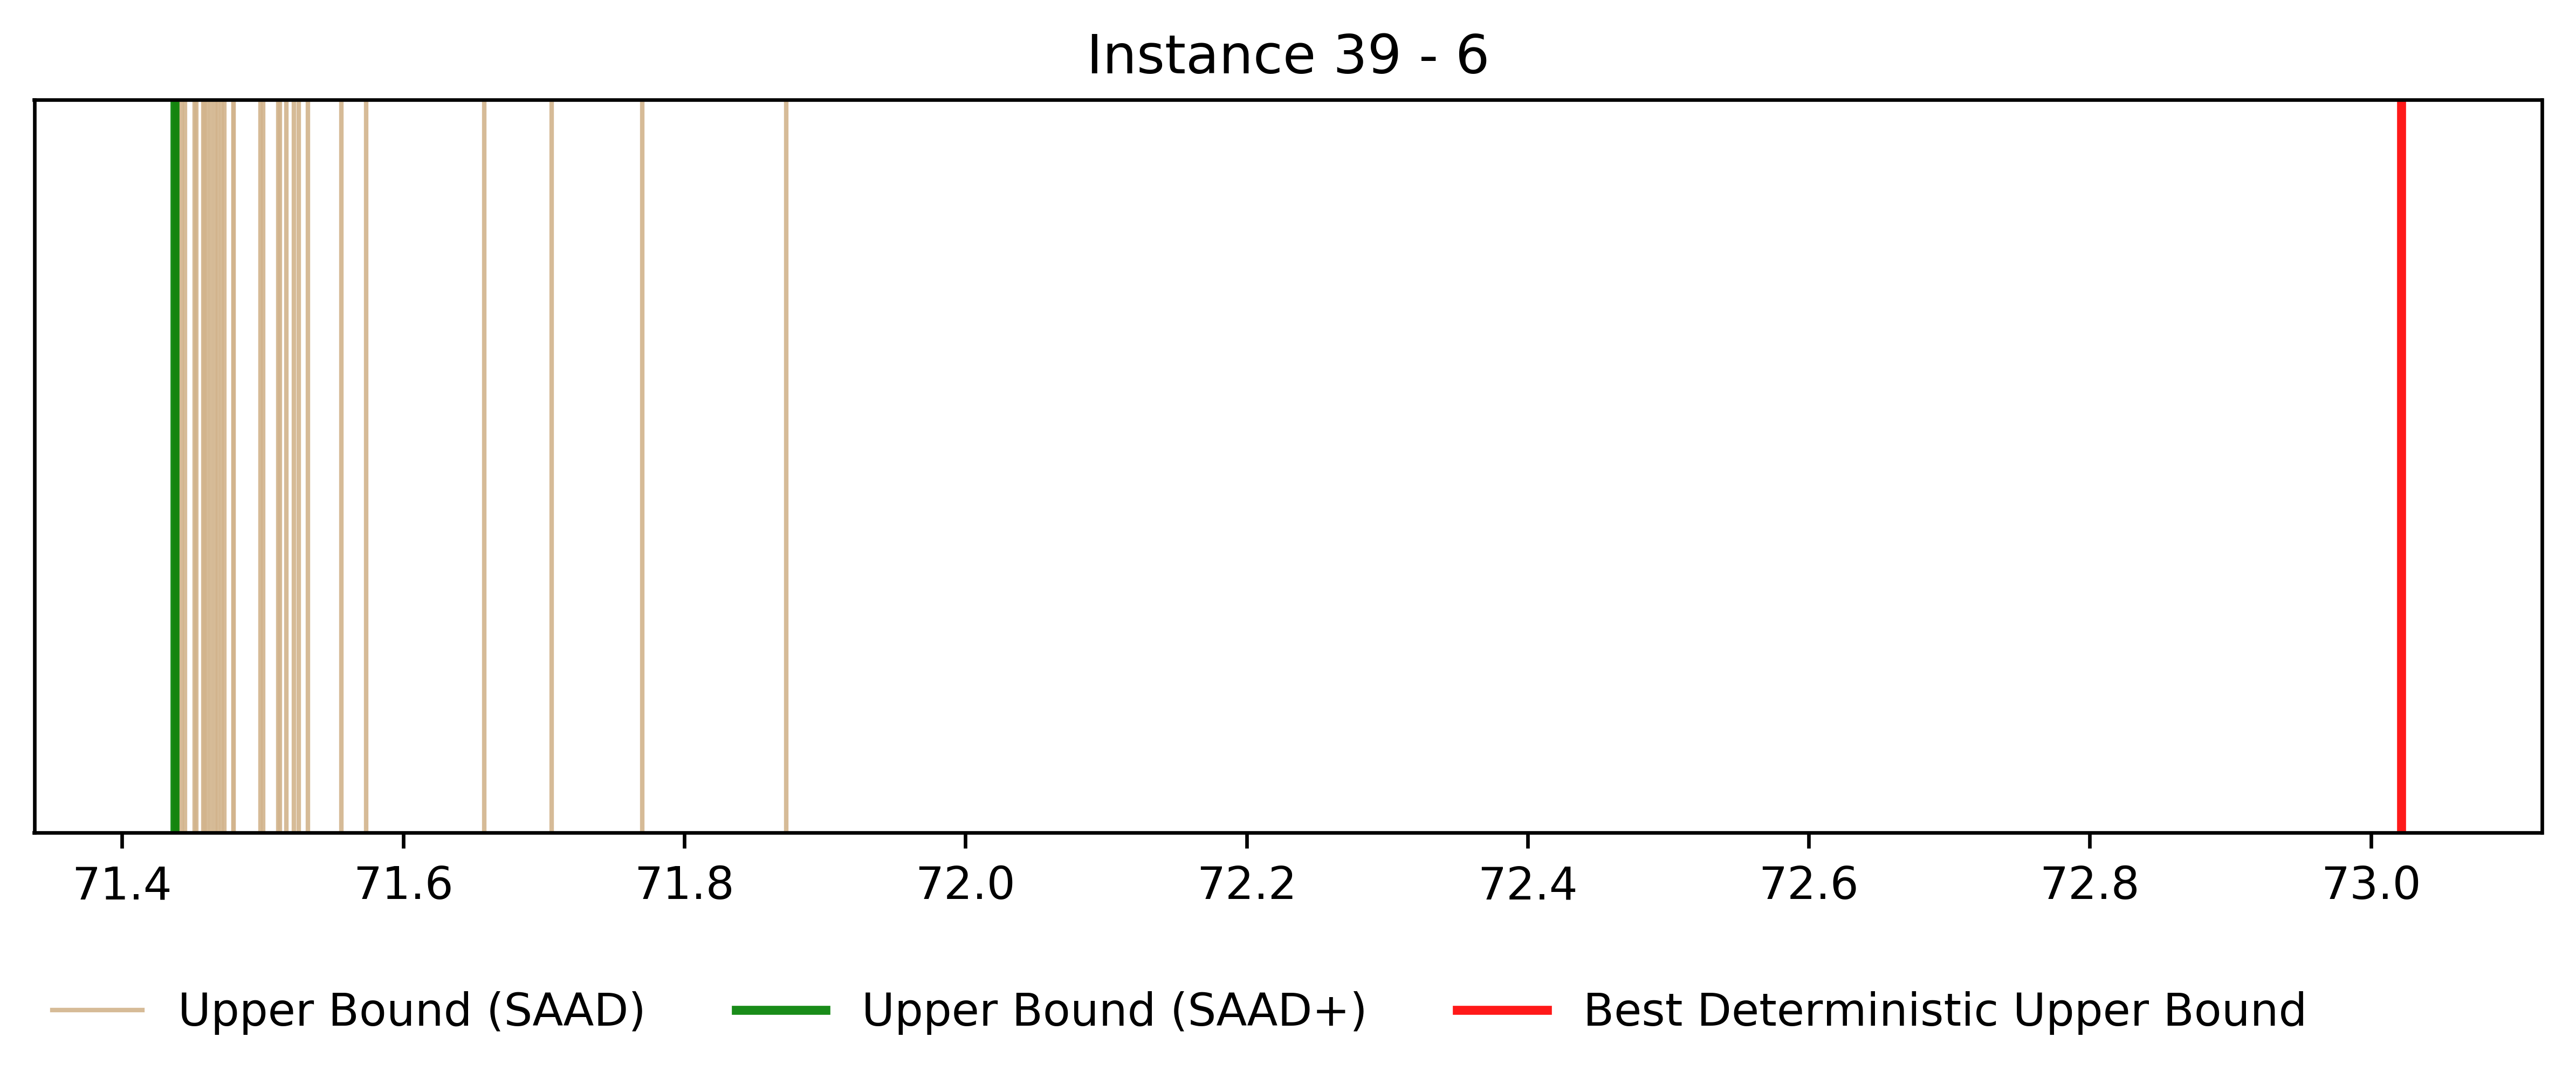 Instance 39 - 6
71.4 71.6 71.8 72.0 72.2 72.4 72.6 72.8 73.0
Upper Bound (SAAD) Upper Bound (SAAD+) Best Deterministic Upper Bound